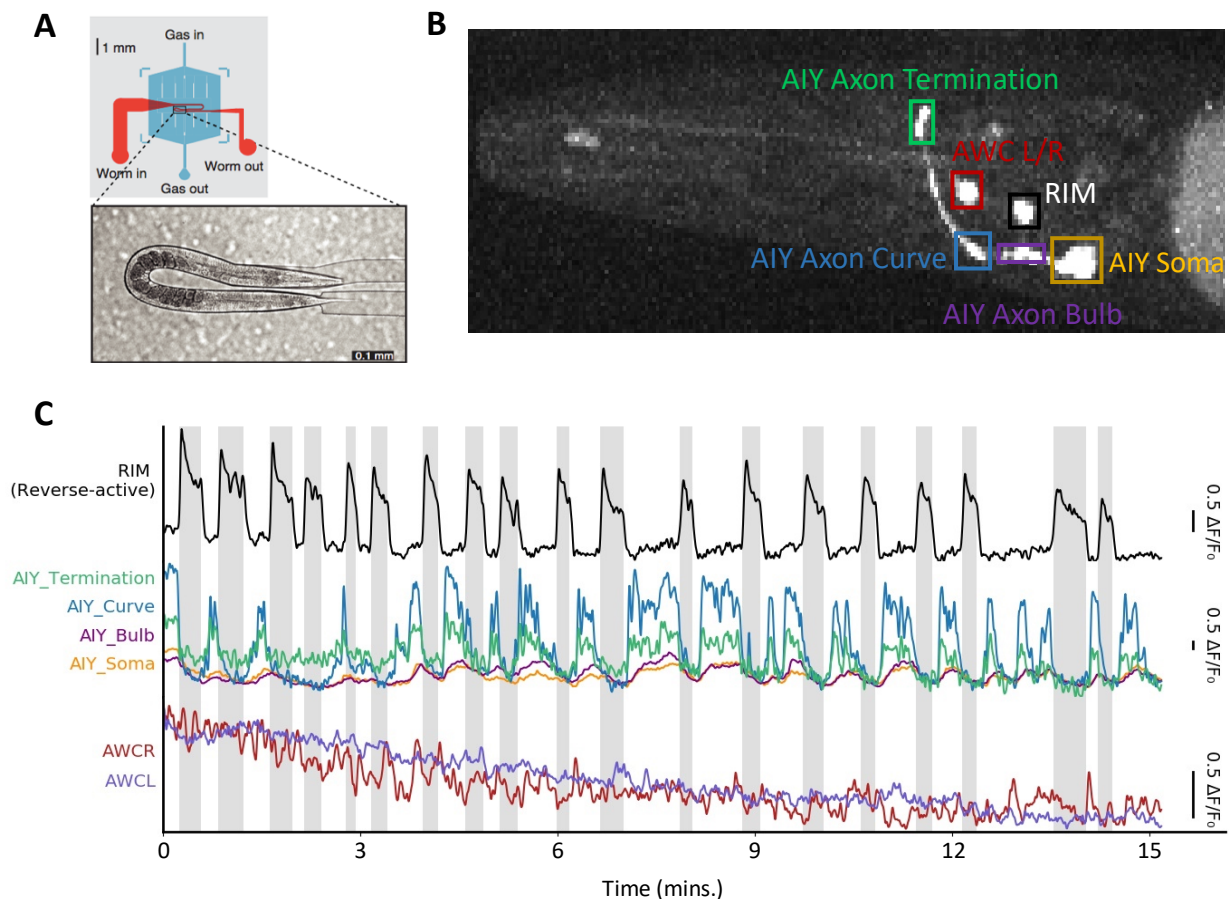 A
Gas in
1 mm
Worm in
Worm out
Gas out
0.1 mm
B
AIY Axon Termination
AWC L/R
RIM
AIY Axon Curve
AIY Soma
AIY Axon Bulb
C
RIM
(Reverse-active)
0.5 ΔF/F₀
AIY_Termination
AIY_Curve
AIY_Bulb
AIY_Soma
0.5 ΔF/F₀
AWCR
AWCL
0.5 ΔF/F₀
0 3 6 9 12 15
Time (mins.)